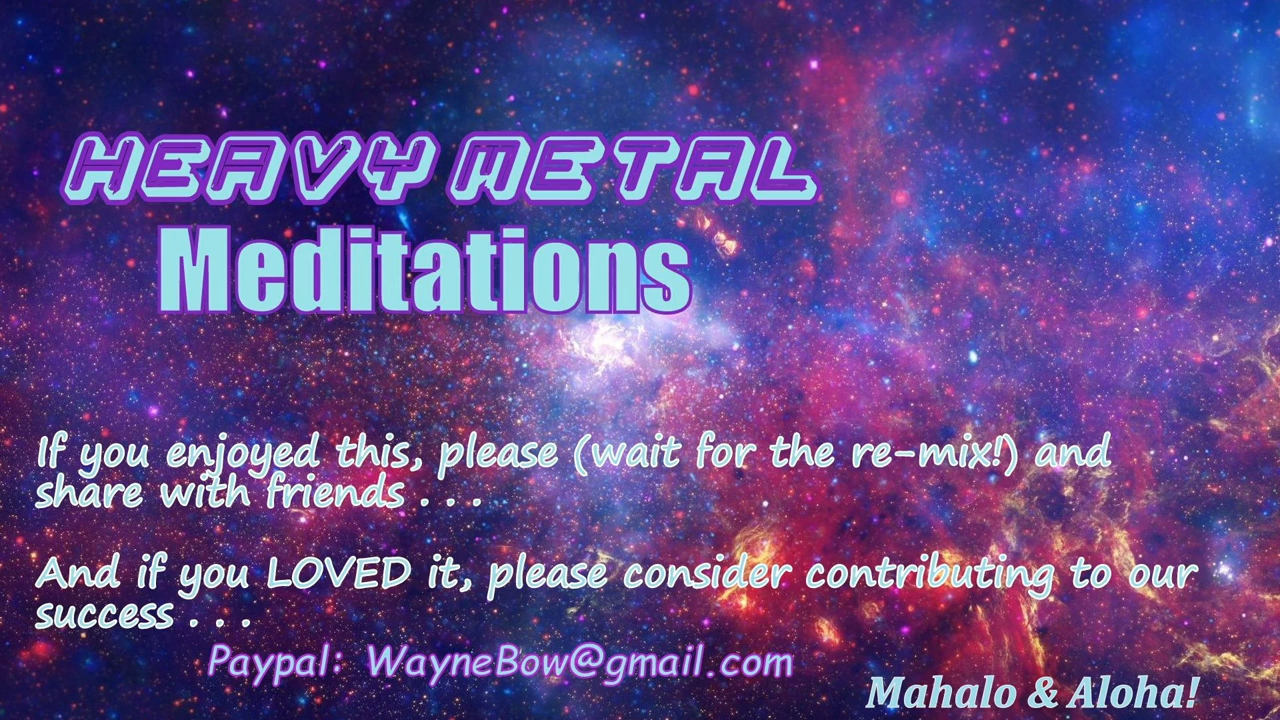 HEAVY METAL
Meditations
If you enjoyed this, please (wait for the re-mix!) and
share with friends . . .
And if you LOVED it, please consider contributing to our
success . . .
Paypal: WayneBow@gmail.com
Mahalo & Aloha!